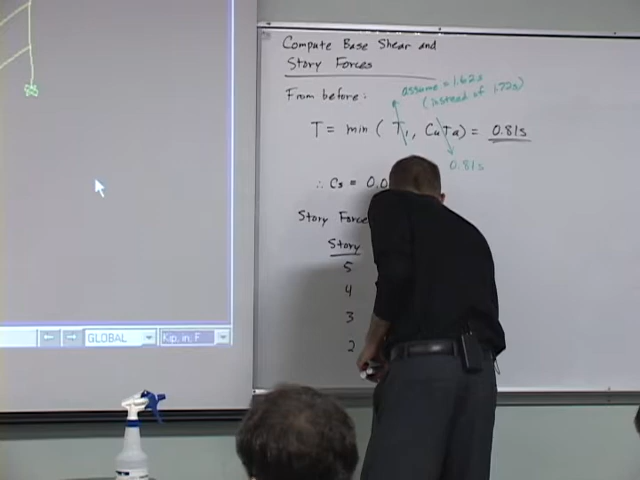 Compute Base Shear and
Story Forces
assume = 1.62s
(instead of 1.72s)
From before:
T = min ( T1, CuTa) = 0.81s
0.81s
∴ Cs = 0.0
Story Force
Story
5
4
3
2
GLOBAL
Kip, in, F